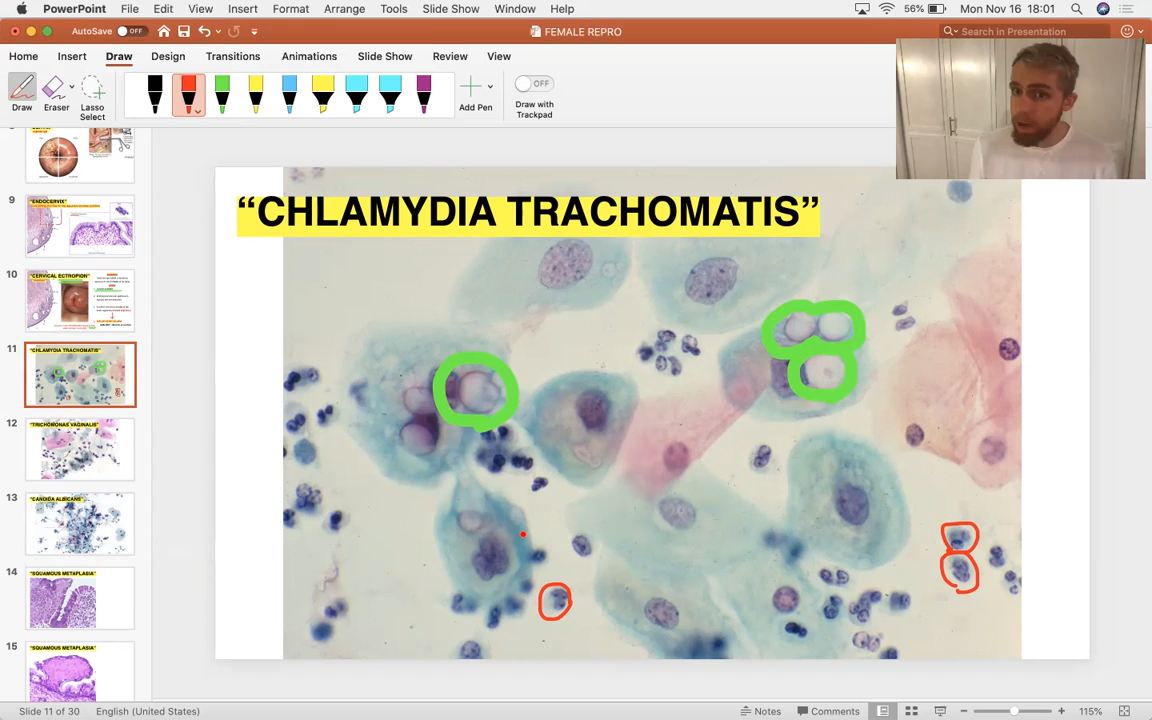 PowerPoint File Edit View Insert Format Arrange Tools Slide Show Window Help 56% Mon Nov 16 18:01
AutoSave OFF FEMALE REPRO Search in Presentation
Home Insert Draw Design Transitions Animations Slide Show Review View
OFF
Draw Eraser Lasso Select Add Pen Draw with Trackpad
“CHLAMYDIA TRACHOMATIS”
9
“ENDOCERVIX”
10
“CERVICAL ECTROPION”
11
“CHLAMYDIA TRACHOMATIS”
12
“TRICHOMONAS VAGINALIS”
13
“CANDIDA ALBICANS”
14
“SQUAMOUS METAPLASIA”
15
“SQUAMOUS METAPLASIA”
Slide 11 of 30 English (United States) Notes Comments 115%